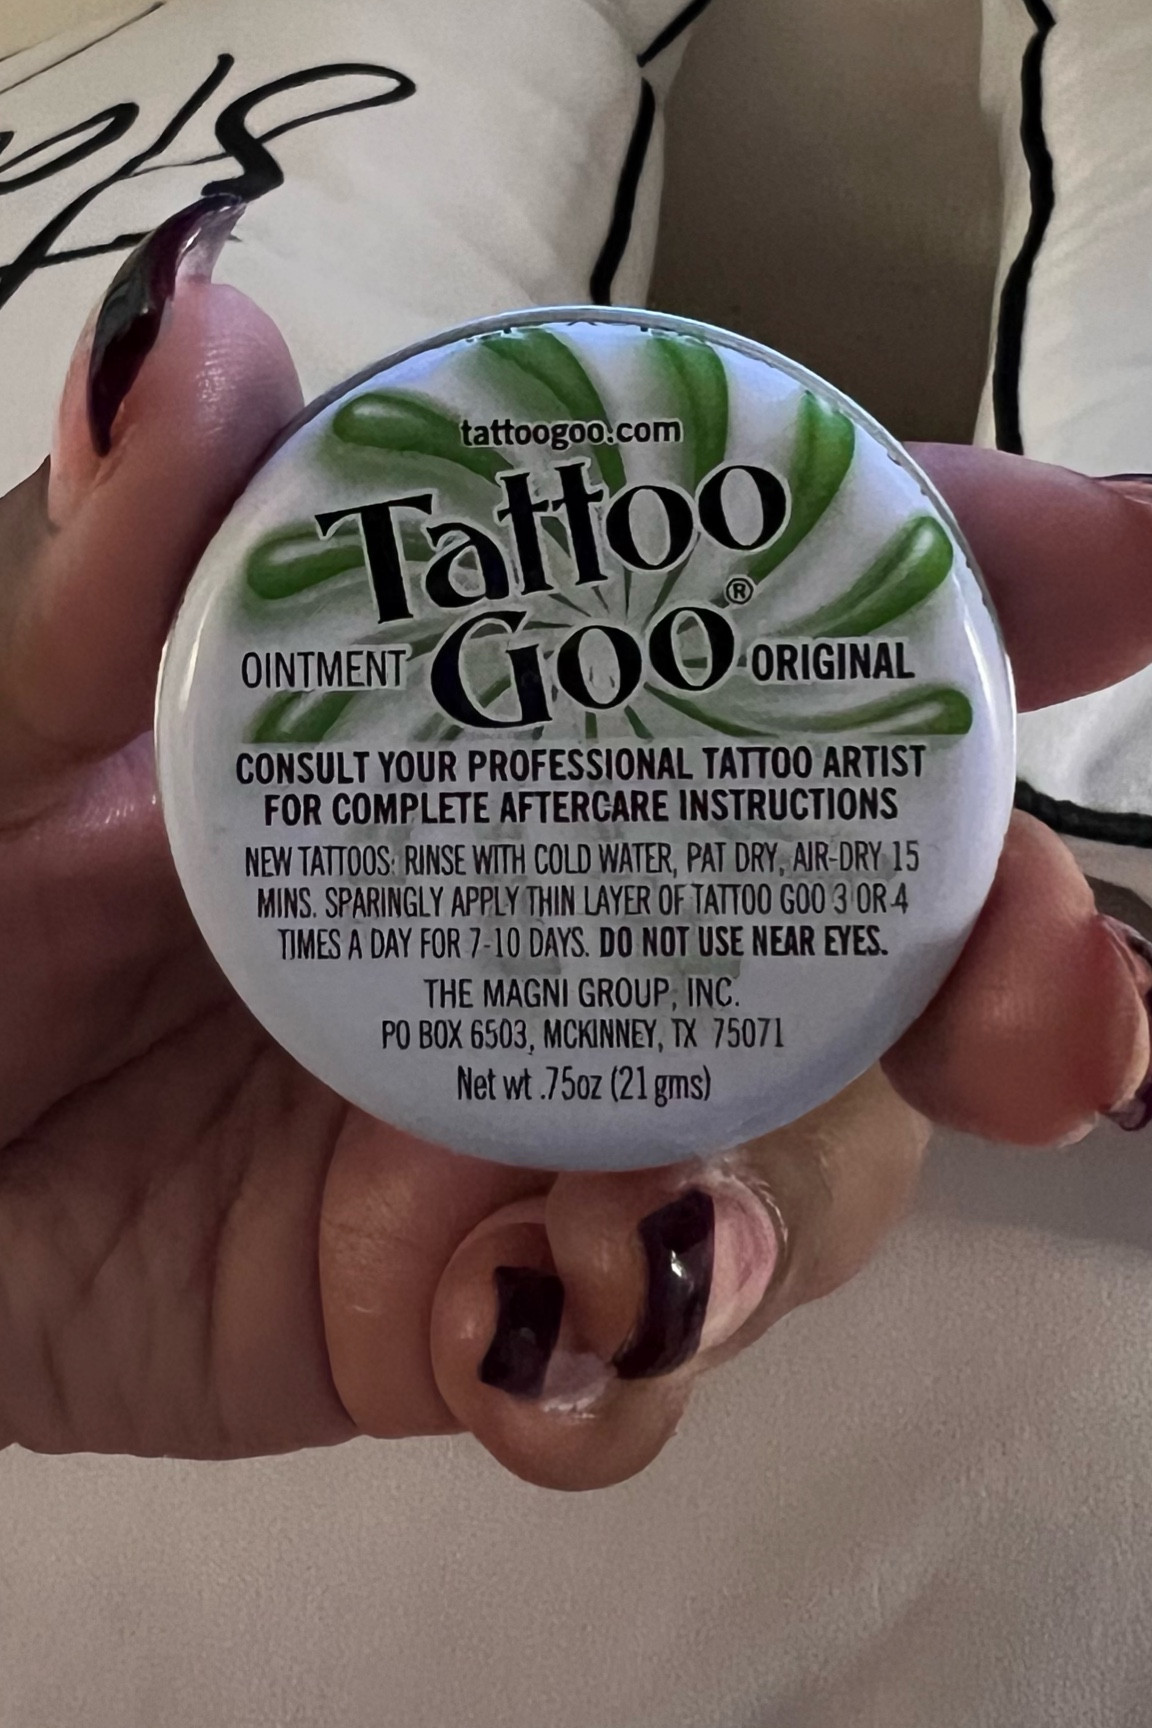 tattoogoo.com
Tattoo
Goo®
OINTMENT
ORIGINAL
CONSULT YOUR PROFESSIONAL TATTOO ARTIST
FOR COMPLETE AFTERCARE INSTRUCTIONS
NEW TATTOOS: RINSE WITH COLD WATER, PAT DRY, AIR-DRY 15
MINS. SPARINGLY APPLY THIN LAYER OF TATTOO GOO 3 OR 4
TIMES A DAY FOR 7-10 DAYS. DO NOT USE NEAR EYES.
THE MAGNI GROUP, INC.
PO BOX 6503, MCKINNEY, TX 75071
Net wt .75oz (21 gms)